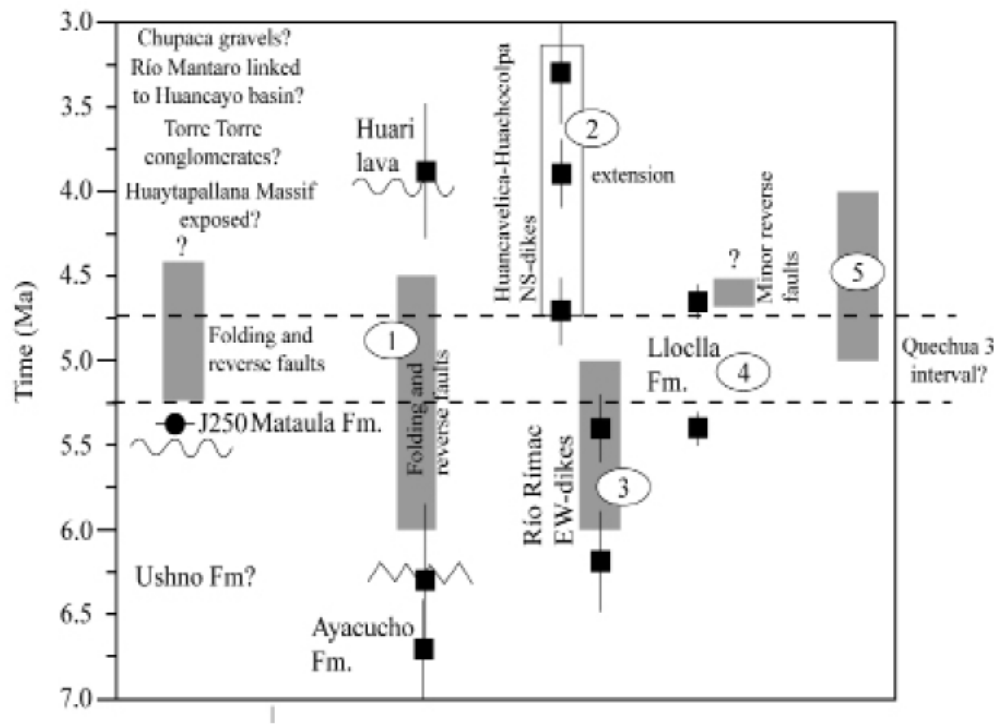 3.0
3.5
4.0
4.5
5.0
5.5
6.0
6.5
7.0
Time (Ma)
Chupaca gravels?
Río Mantaro linked
to Huancayo basin?
Torre Torre
conglomerates?
Huaytapallana Massif
exposed?
?
Folding and
reverse faults
J250 Mataula Fm.
Ushno Fm?
Huari
lava
1
Folding and
reverse faults
Ayacucho
Fm.
Huancavelica-Huachocolpa
NS-dikes
2
extension
Río Rimac
EW-dikes
3
?
Minor reverse
faults
Lloclla
Fm.
4
5
Quechua 3
interval?